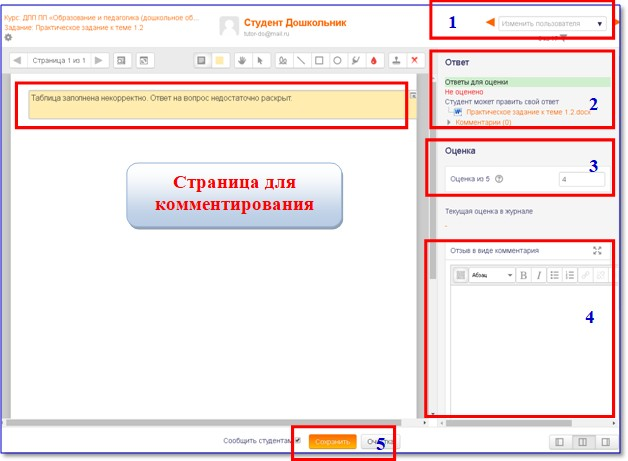 Курс: ДПП ПП «Образование и педагогика (дошкольное об...
Задание: Практическое задание к теме 1.2
Студент Дошкольник
tutor-do@mail.ru
1
Изменить пользователя
Страница 1 из 1
Таблица заполнена некорректно. Ответ на вопрос недостаточно раскрыт.
Страница для
комментирования
Ответ
Ответы для оценки
Не оценено
2
Студент может править свой ответ
Практическое задание к теме 1.2.docx
Комментарии (0)
Оценка
3
Оценка из 5
4
Текущая оценка в журнале
-
Отзыв в виде комментария
Абзац
B I
4
Сообщить студентам
Сохранить
5